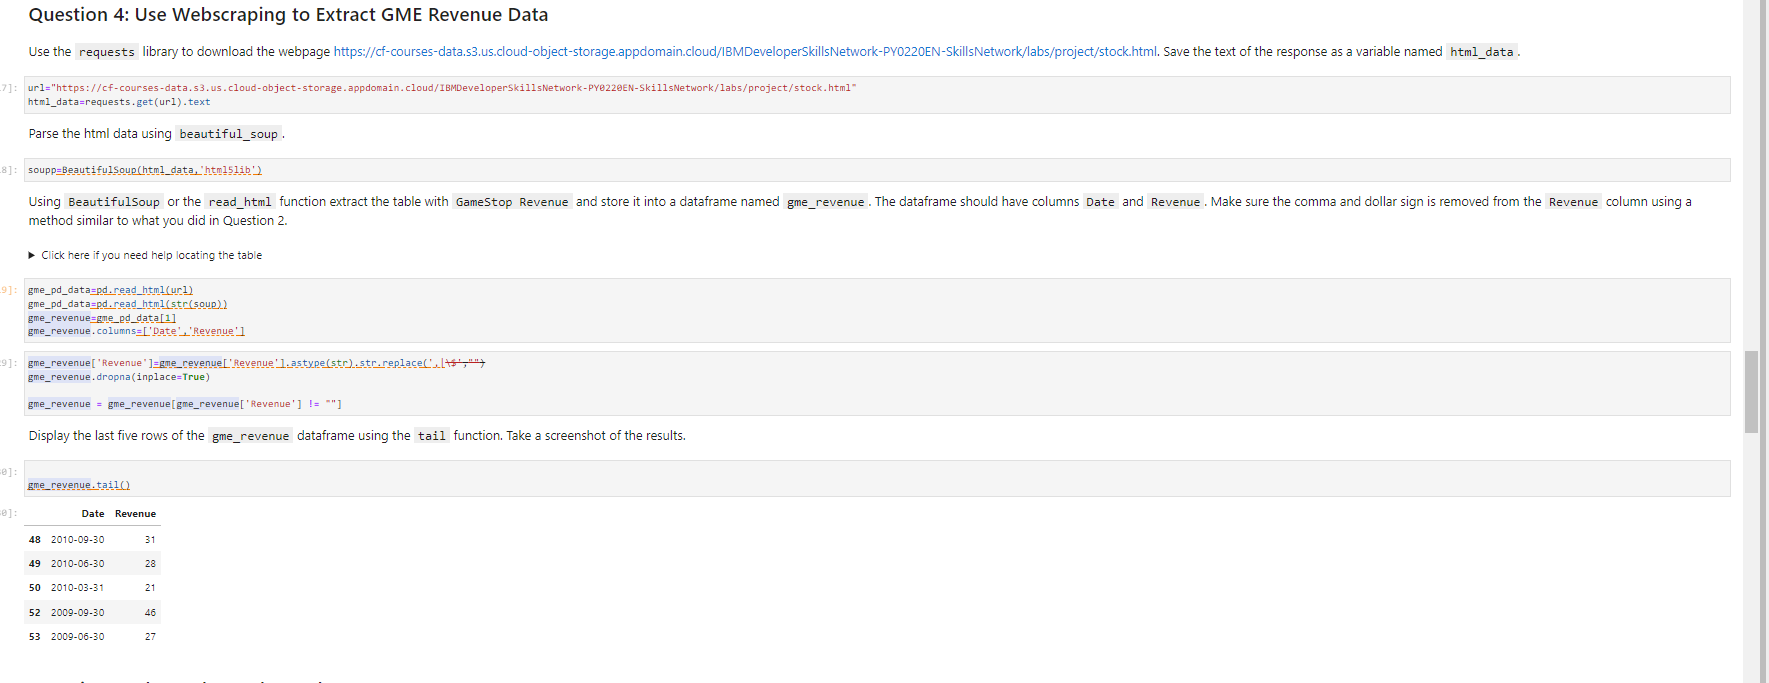 Question 4: Use Webscraping to Extract GME Revenue Data
Use the requests library to download the webpage https://cf-courses-data.s3.us.cloud-object-storage.appdomain.cloud/IBMDeveloperSkillsNetwork-PY0220EN-SkillsNetwork/labs/project/stock.html. Save the text of the response as a variable named html_data.
7]:
url="https://cf-courses-data.s3.us.cloud-object-storage.appdomain.cloud/IBMDeveloperSkillsNetwork-PY0220EN-SkillsNetwork/labs/project/stock.html"
html_data=requests.get(url).text
Parse the html data using beautiful_soup.
8]: soupp=BeautifulSoup(html_data,'html5lib')
Using BeautifulSoup or the read_html function extract the table with GameStop Revenue and store it into a dataframe named gme_revenue. The dataframe should have columns Date and Revenue. Make sure the comma and dollar sign is removed from the Revenue column using a
method similar to what you did in Question 2.
▶ Click here if you need help locating the table
9]: gme_pd_data=pd.read_html(url)
gme_pd_data=pd.read_html(str(soup))
gme_revenue=gme_pd_data[1]
gme_revenue.columns=['Date','Revenue']
9]: gme_revenue['Revenue']=gme_revenue['Revenue'].astype(str).str.replace(',|\$',"")
gme_revenue.dropna(inplace=True)
gme_revenue = gme_revenue[gme_revenue['Revenue'] != ""]
Display the last five rows of the gme_revenue dataframe using the tail function. Take a screenshot of the results.
0]:
gme_revenue.tail()
0]:
Date Revenue
48 2010-09-30 31
49 2010-06-30 28
50 2010-03-31 21
52 2009-09-30 46
53 2009-06-30 27